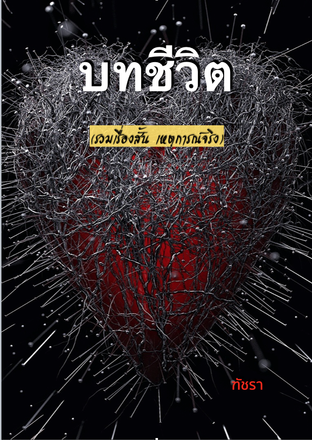 บทชีวิต
(รวมเรื่องสั้น เหตุการณ์จริง)
ภัชรา